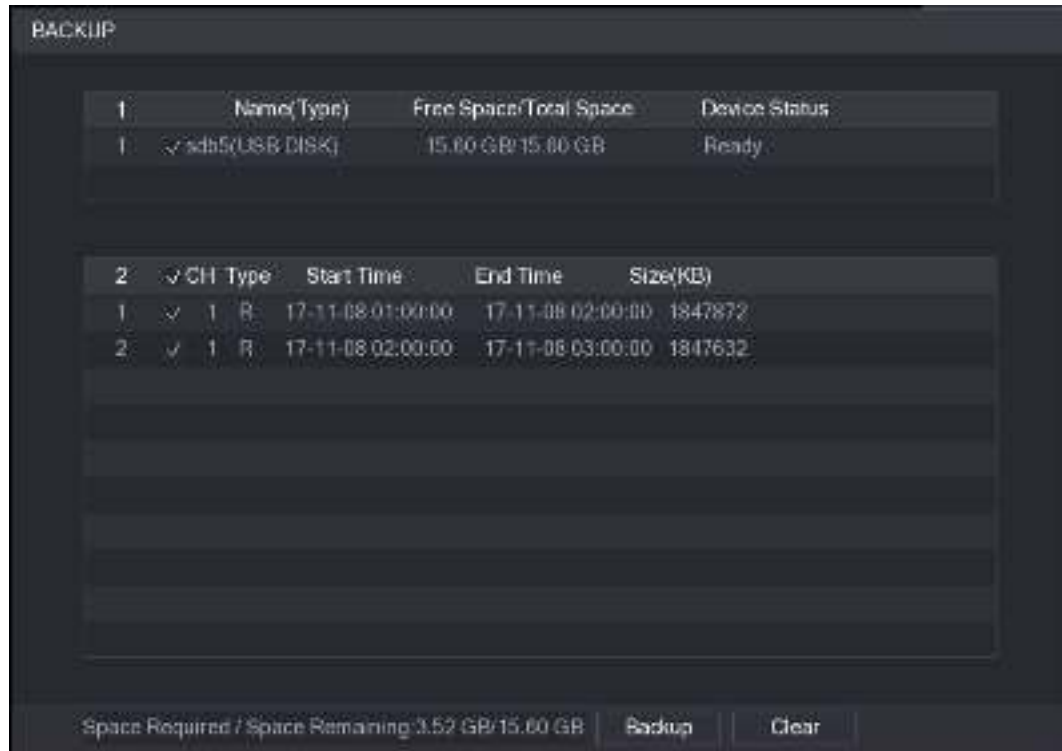 BACKUP
1 Name(Type) Free Space/Total Space Device Status
1 sdb5(USB DISK) 15.60 GB/15.60 GB Ready
2 CH Type Start Time End Time Size(KB)
1 1 R 17-11-08 01:00:00 17-11-08 02:00:00 1847872
2 1 R 17-11-08 02:00:00 17-11-08 03:00:00 1847632
Space Required / Space Remaining:3.52 GB/15.60 GB Backup Clear